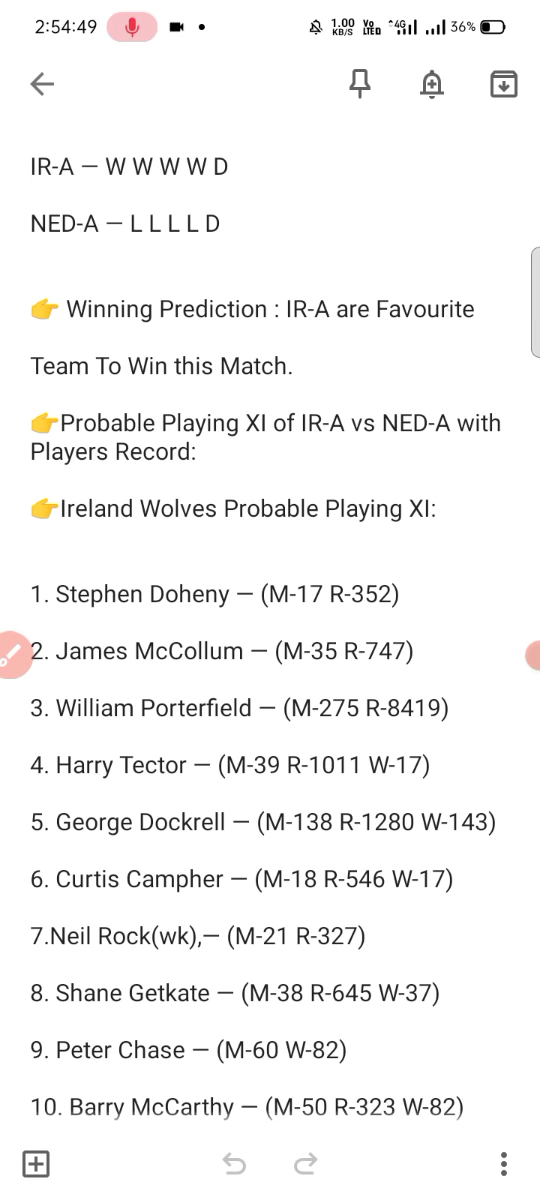 2:54:49
1.00 KB/S
Vo LTED
4G
36%
IR-A – W W W W D
NED-A – L L L L D
👉 Winning Prediction : IR-A are Favourite
Team To Win this Match.
👉Probable Playing XI of IR-A vs NED-A with
Players Record:
👉Ireland Wolves Probable Playing XI:
1. Stephen Doheny – (M-17 R-352)
2. James McCollum – (M-35 R-747)
3. William Porterfield – (M-275 R-8419)
4. Harry Tector – (M-39 R-1011 W-17)
5. George Dockrell – (M-138 R-1280 W-143)
6. Curtis Campher – (M-18 R-546 W-17)
7.Neil Rock(wk),– (M-21 R-327)
8. Shane Getkate – (M-38 R-645 W-37)
9. Peter Chase – (M-60 W-82)
10. Barry McCarthy – (M-50 R-323 W-82)